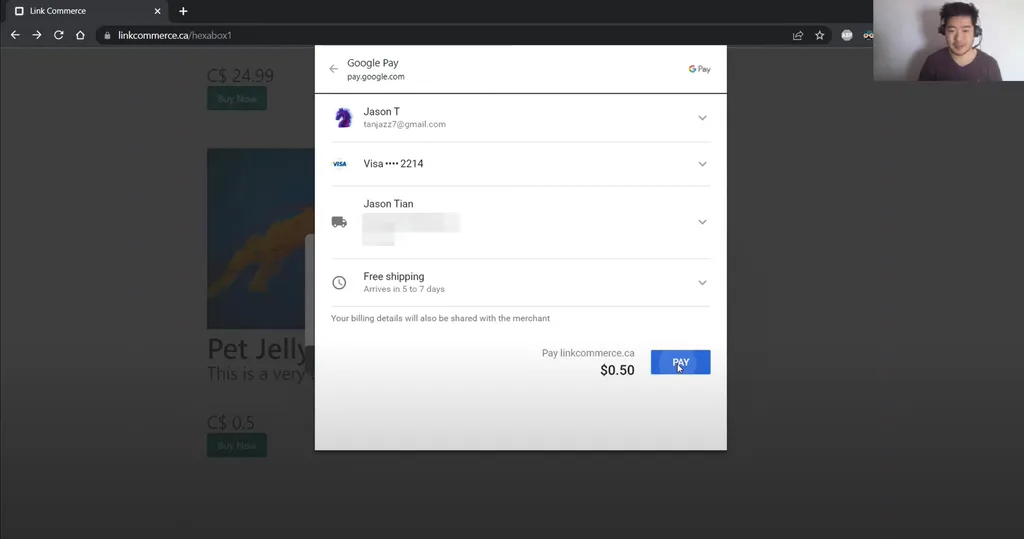 Link Commerce
linkcommerce.ca/hexabox1
C$ 24.99
Buy Now
Google Pay
pay.google.com
G Pay
Jason T
tanjazz7@gmail.com
VISA
Visa •••• 2214
Jason Tian
Free shipping
Arrives in 5 to 7 days
Your billing details will also be shared with the merchant
Pay linkcommerce.ca
$0.50
PAY
Pet Jelly
This is a very
C$ 0.5
Buy Now